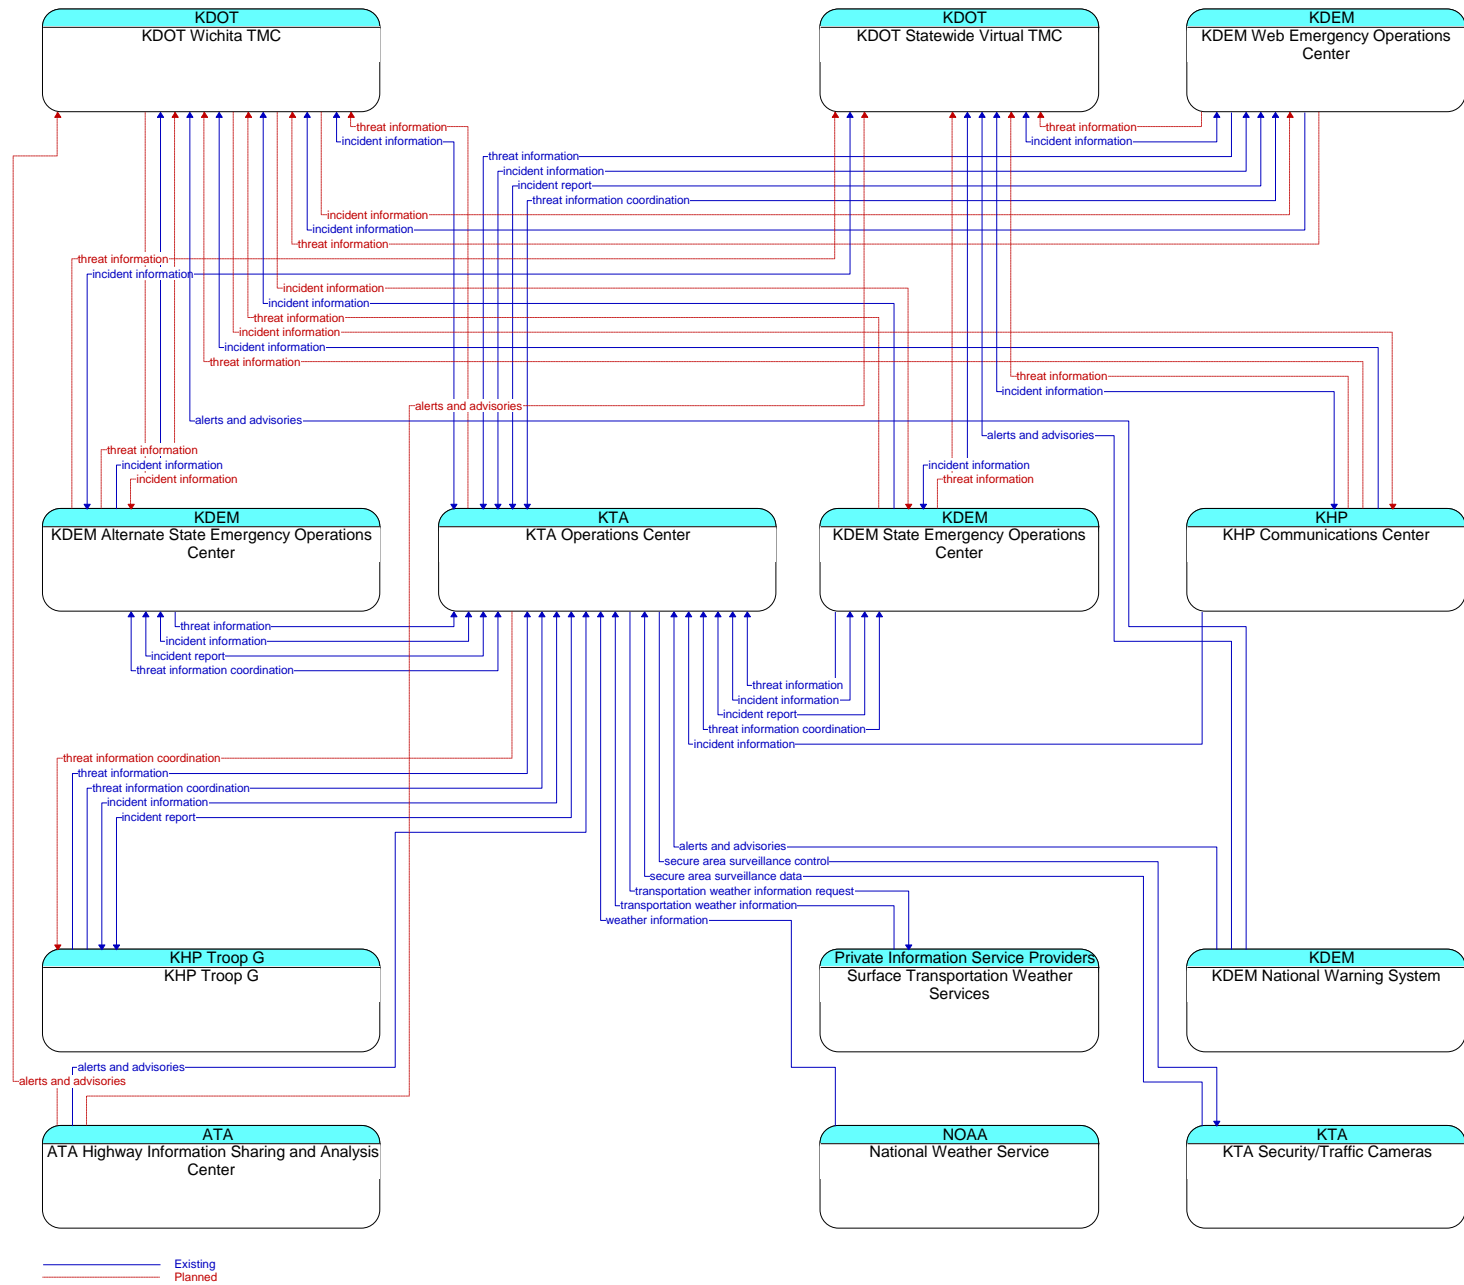 KDOT
KDOT Wichita TMC
KDOT
KDOT Statewide Virtual TMC
KDEM
KDEM Web Emergency Operations
Center
threat information
incident information
threat information
incident information
threat information
incident information
incident report
threat information coordination
incident information
incident information
threat information
threat information
incident information
incident information
incident information
threat information
incident information
incident information
threat information
threat information
incident information
alerts and advisories
alerts and advisories
alerts and advisories
threat information
incident information
incident information
incident information
threat information
KDEM
KDEM Alternate State Emergency Operations
Center
KTA
KTA Operations Center
KDEM
KDEM State Emergency Operations
Center
KHP
KHP Communications Center
threat information
incident information
incident report
threat information coordination
threat information
incident information
incident report
threat information coordination
incident information
threat information coordination
threat information
threat information coordination
incident information
incident report
alerts and advisories
secure area surveillance control
secure area surveillance data
transportation weather information request
transportation weather information
weather information
KHP Troop G
KHP Troop G
Private Information Service Providers
Surface Transportation Weather
Services
KDEM
KDEM National Warning System
alerts and advisories
alerts and advisories
ATA
ATA Highway Information Sharing and Analysis
Center
NOAA
National Weather Service
KTA
KTA Security/Traffic Cameras
Existing
Planned